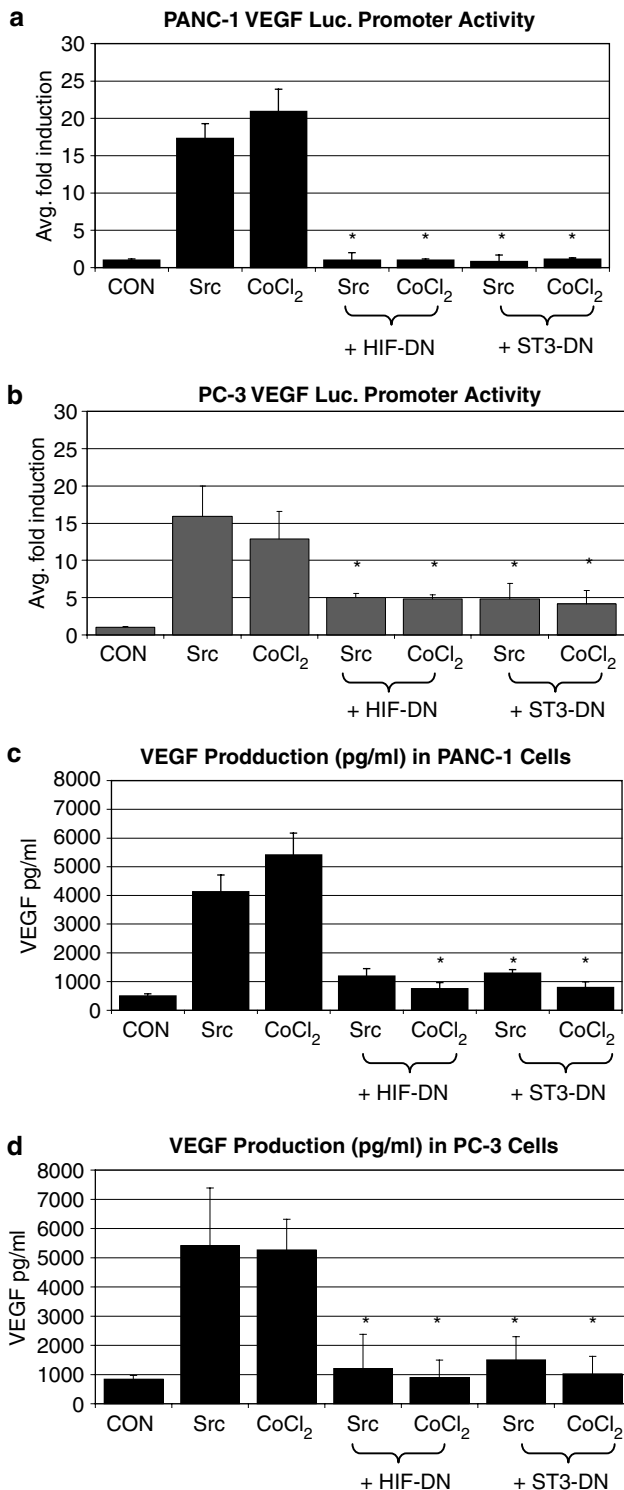 a
PANC-1 VEGF Luc. Promoter Activity
Avg. fold induction
30
25
20
15
10
5
0
* * * *
CON Src CoCl2 Src CoCl2 Src CoCl2
+ HIF-DN + ST3-DN
b
PC-3 VEGF Luc. Promoter Activity
Avg. fold induction
30
25
20
15
10
5
0
* * * *
CON Src CoCl2 Src CoCl2 Src CoCl2
+ HIF-DN + ST3-DN
c
VEGF Prodduction (pg/ml) in PANC-1 Cells
VEGF pg/ml
8000
7000
6000
5000
4000
3000
2000
1000
0
* * *
CON Src CoCl2 Src CoCl2 Src CoCl2
+ HIF-DN + ST3-DN
d
VEGF Production (pg/ml) in PC-3 Cells
VEGF pg/ml
8000
7000
6000
5000
4000
3000
2000
1000
0
* * * *
CON Src CoCl2 Src CoCl2 Src CoCl2
+ HIF-DN + ST3-DN